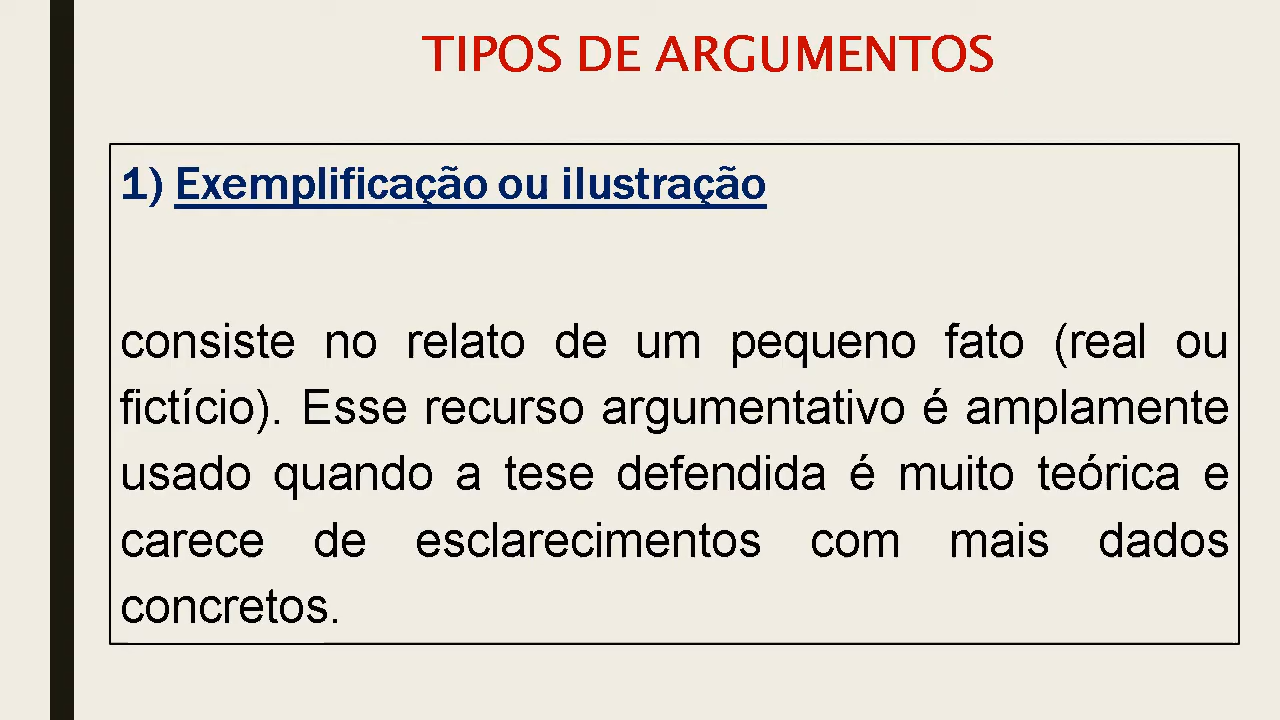 TIPOS DE ARGUMENTOS
1) Exemplificação ou ilustração
consiste no relato de um pequeno fato (real ou
fictício). Esse recurso argumentativo é amplamente
usado quando a tese defendida é muito teórica e
carece de esclarecimentos com mais dados
concretos.